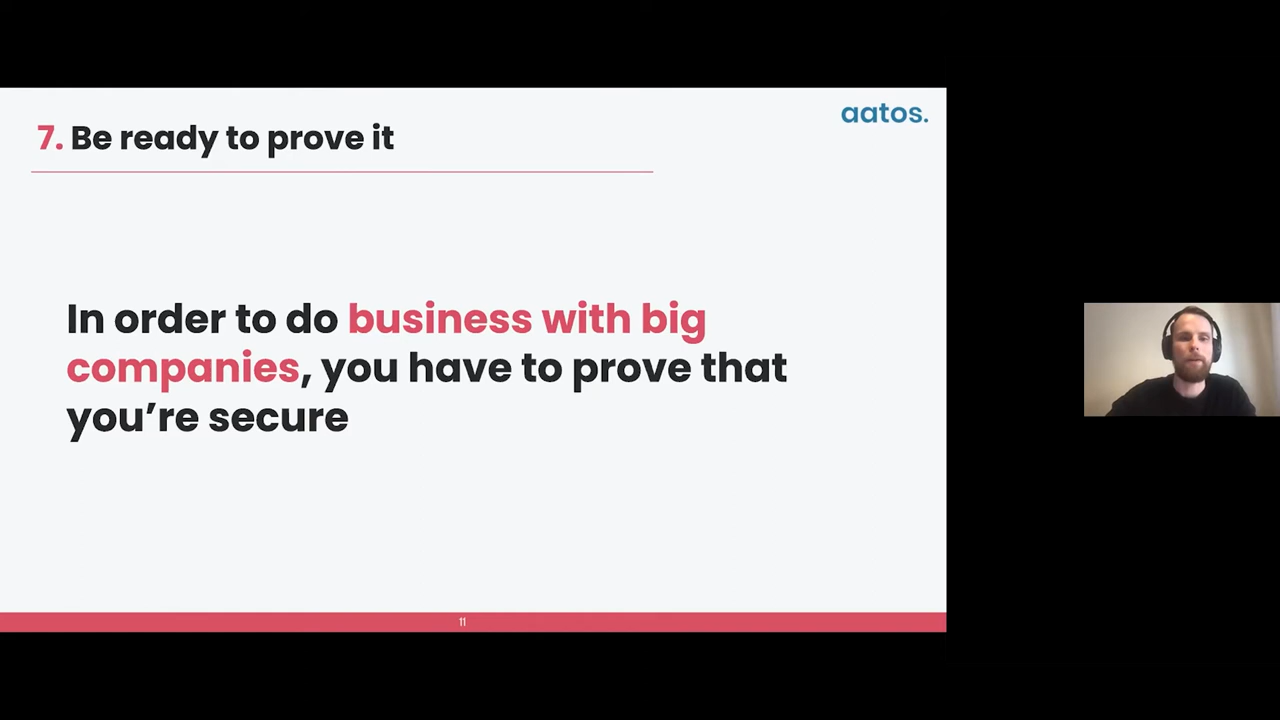 7. Be ready to prove it
aatos.
In order to do business with big
companies, you have to prove that
you’re secure
11